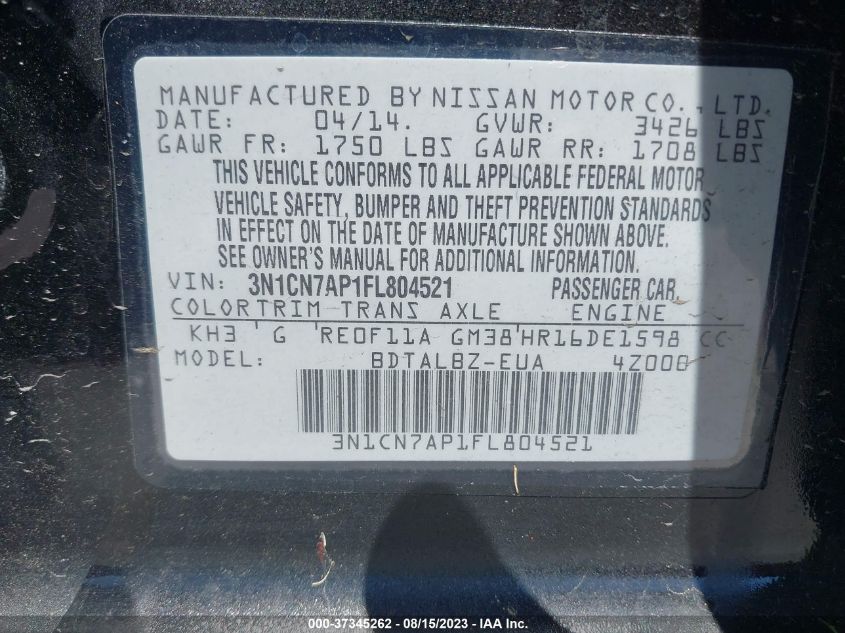 MANUFACTURED BY NISSAN MOTOR CO., LTD.
DATE: 04/14. GVWR: 3426 LBS
GAWR FR: 1750 LBS GAWR RR: 1708 LBS
THIS VEHICLE CONFORMS TO ALL APPLICABLE FEDERAL MOTOR
VEHICLE SAFETY, BUMPER AND THEFT PREVENTION STANDARDS
IN EFFECT ON THE DATE OF MANUFACTURE SHOWN ABOVE.
SEE OWNER'S MANUAL FOR ADDITIONAL INFORMATION.
VIN: 3N1CN7AP1FL804521 PASSENGER CAR
COLOR TRIM TRANS AXLE ENGINE
KH3 G RE0F11A GM38 HR16DE1598 CC
MODEL: BDTALBZ-EUA 4Z000
3N1CN7AP1FL804521
000-37345262 - 08/15/2023 - IAA Inc.